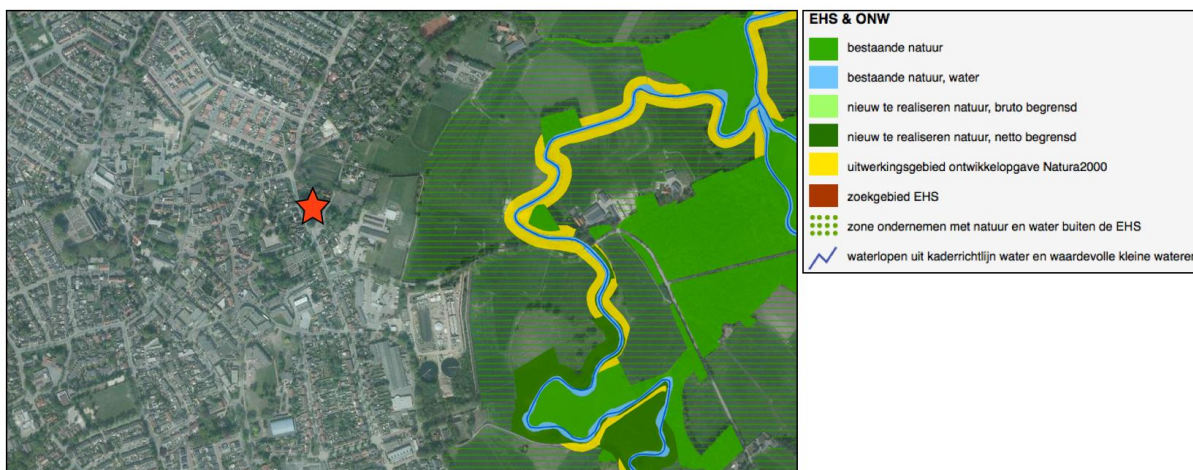 EHS & ONW
bestaande natuur
bestaande natuur, water
nieuw te realiseren natuur, bruto begrensd
nieuw te realiseren natuur, netto begrensd
uitwerkingsgebied ontwikkelopgave Natura2000
zoekgebied EHS
zone ondernemen met natuur en water buiten de EHS
waterlopen uit kaderrichtlijn water en waardevolle kleine wateren